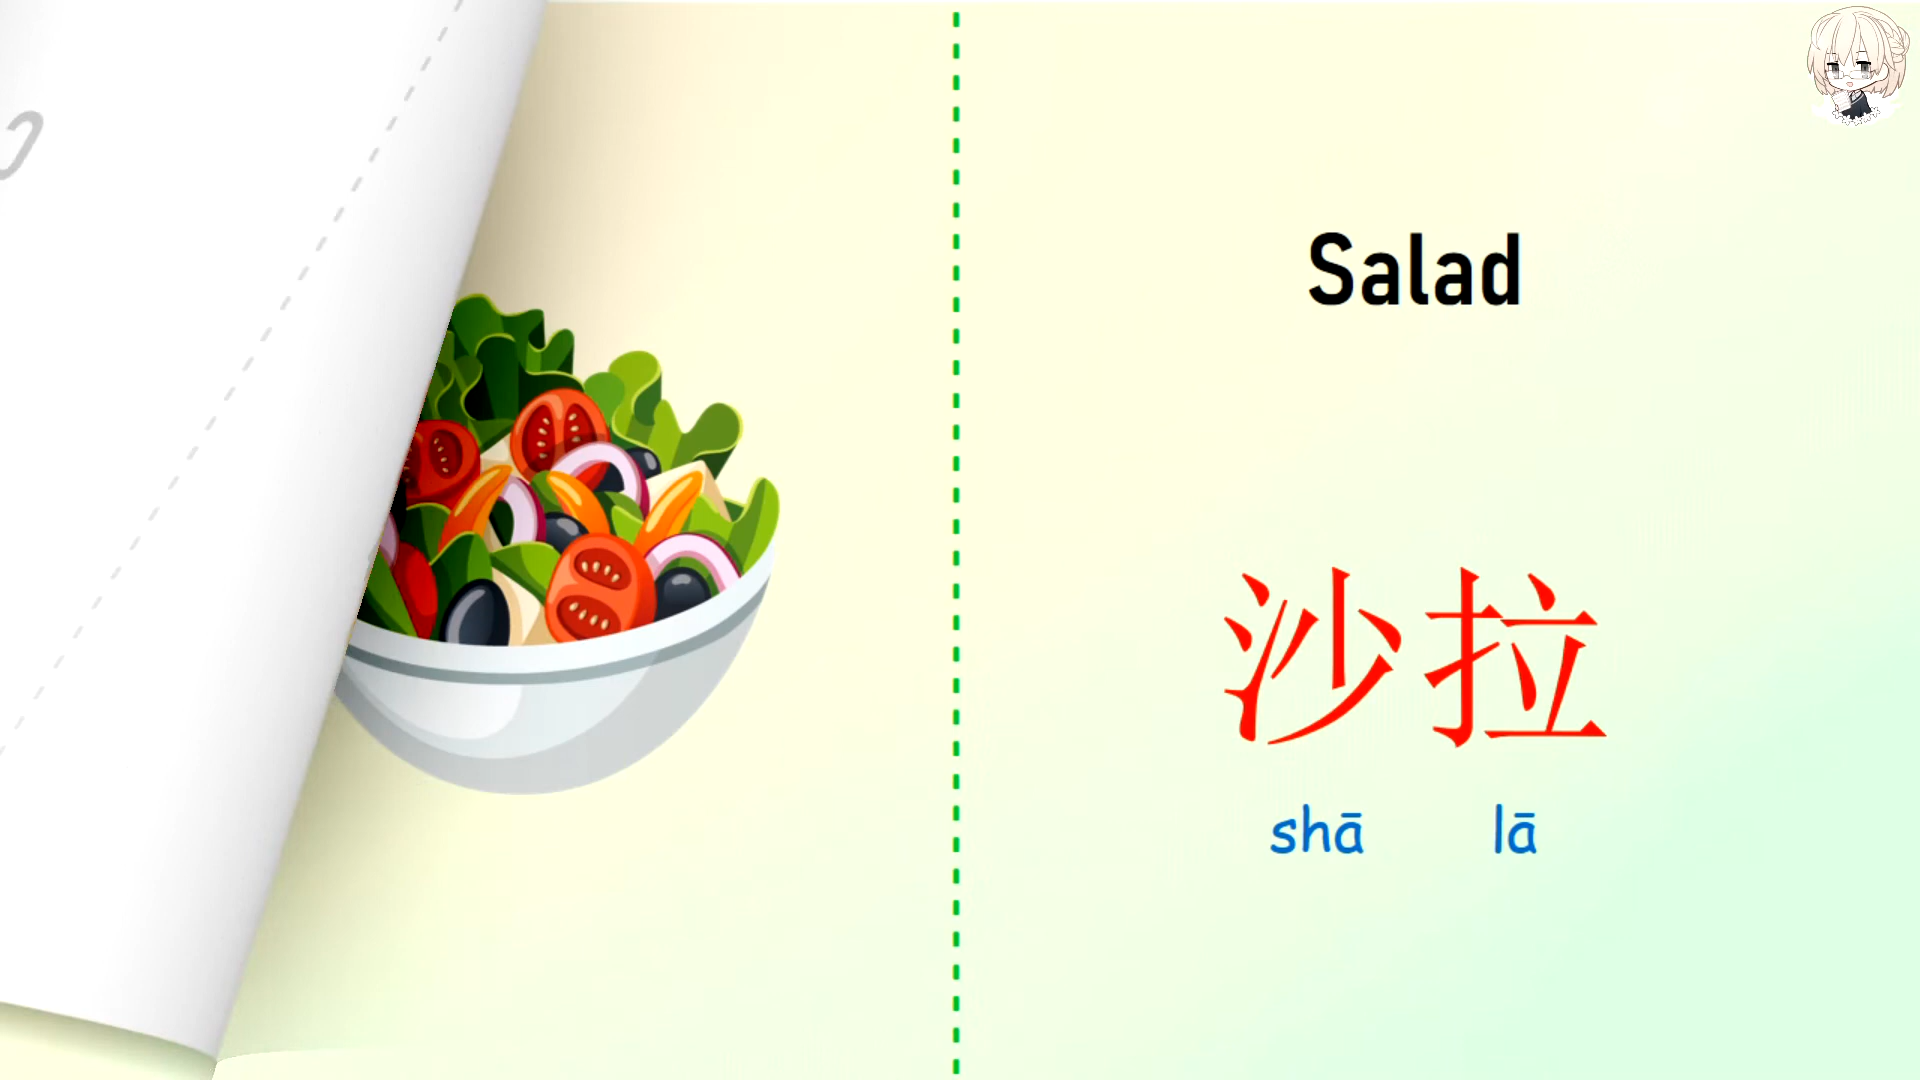 Salad
沙拉
shā lā